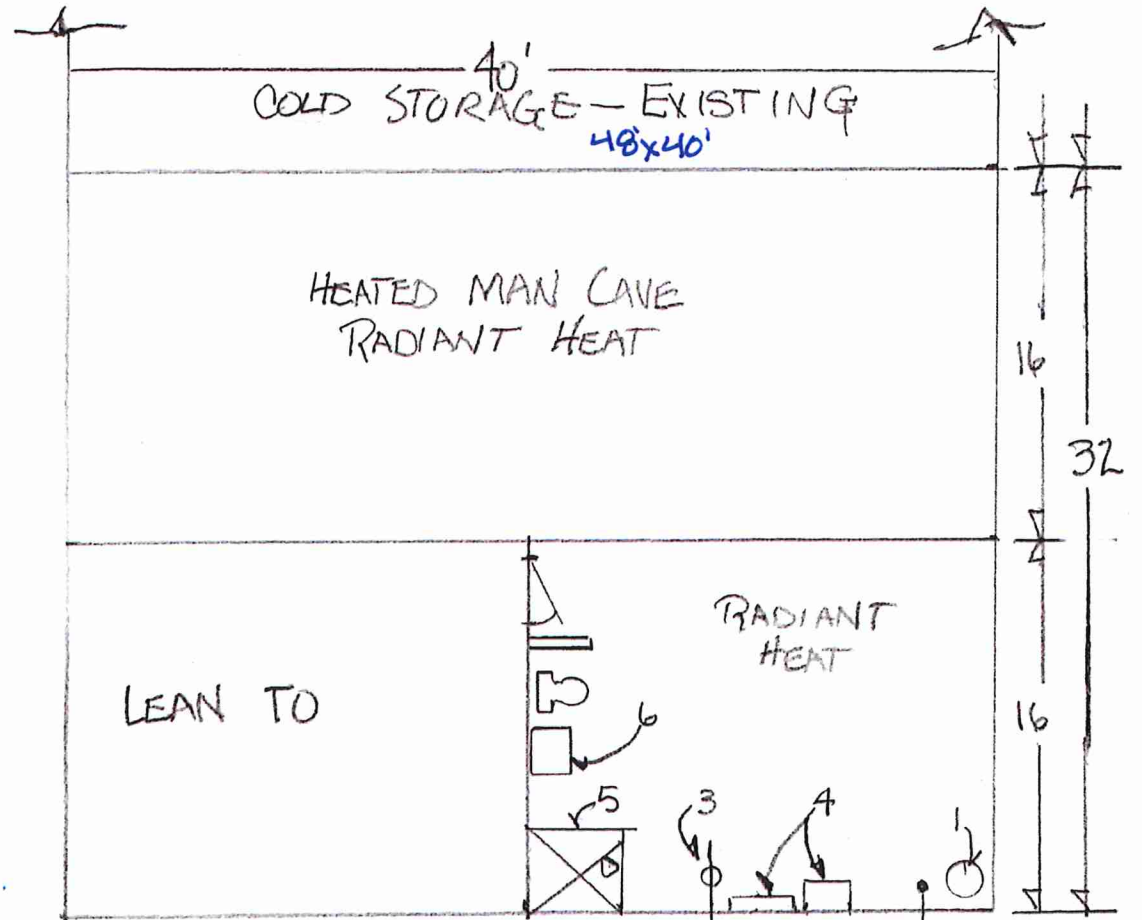 40'
COLD STORAGE - EXISTING
48'x40'
HEATED MAN CAVE
RADIANT HEAT
16
32
RADIANT
HEAT
LEAN TO
16
6
5
3
4
1